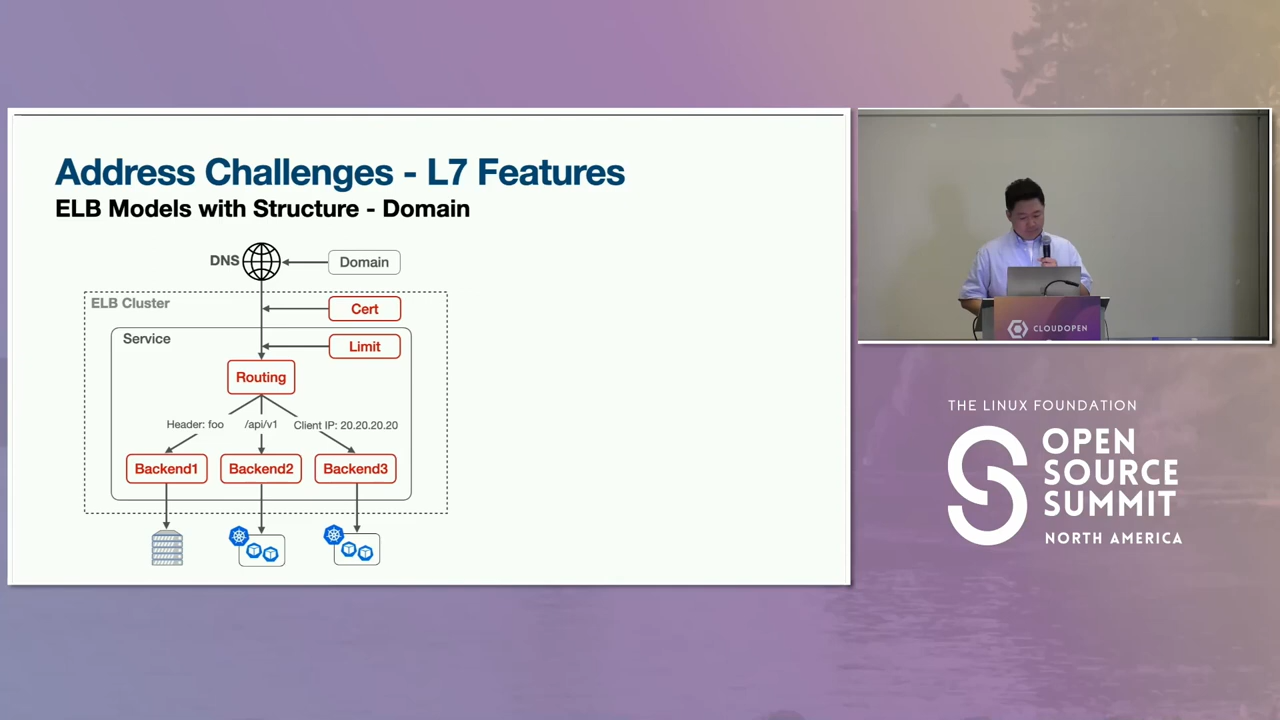 Address Challenges - L7 Features
ELB Models with Structure - Domain
DNS
Domain
ELB Cluster
Cert
Service
Limit
Routing
Header: foo
/api/v1
Client IP: 20.20.20.20
Backend1
Backend2
Backend3
CLOUDOPEN
THE LINUX FOUNDATION
OPEN
SOURCE
SUMMIT
NORTH AMERICA